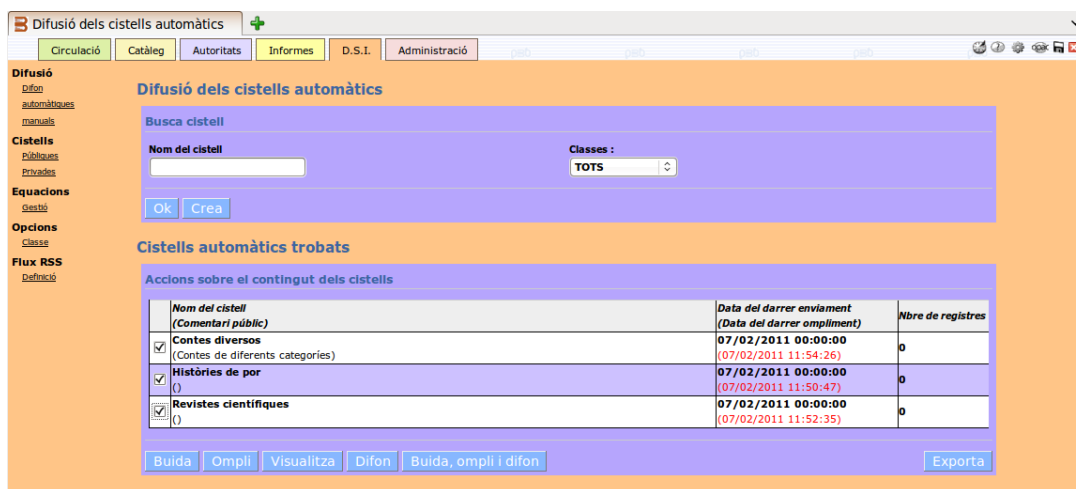 Difusió dels cistells automàtics
Circulació Catàleg Autoritats Informes D.S.I. Administració
Difusió
Difon
automàtiques
manuals
Cistells
Públiques
Privades
Equacions
Gestió
Opcions
Classe
Flux RSS
Definició
Difusió dels cistells automàtics
Busca cistell
Nom del cistell Classes :
TOTS
Ok Crea
Cistells automàtics trobats
Accions sobre el contingut dels cistells
Nom del cistell Data del darrer enviament Nbre de registres
(Comentari públic) (Data del darrer ompliment)
Contes diversos 07/02/2011 00:00:00 0
(Contes de diferents categoríes) (07/02/2011 11:54:26)
Històries de por 07/02/2011 00:00:00 0
() (07/02/2011 11:50:47)
Revistes científiques 07/02/2011 00:00:00 0
() (07/02/2011 11:52:35)
Buida Ompli Visualitza Difon Buida, ompli i difon Exporta